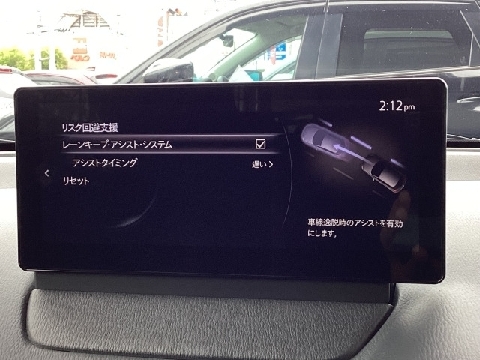 2:12pm
リスク回避支援
レーンキープ アシスト・システム
アシストタイミング 遅い
リセット
車線逸脱時のアシストを有効
にします。